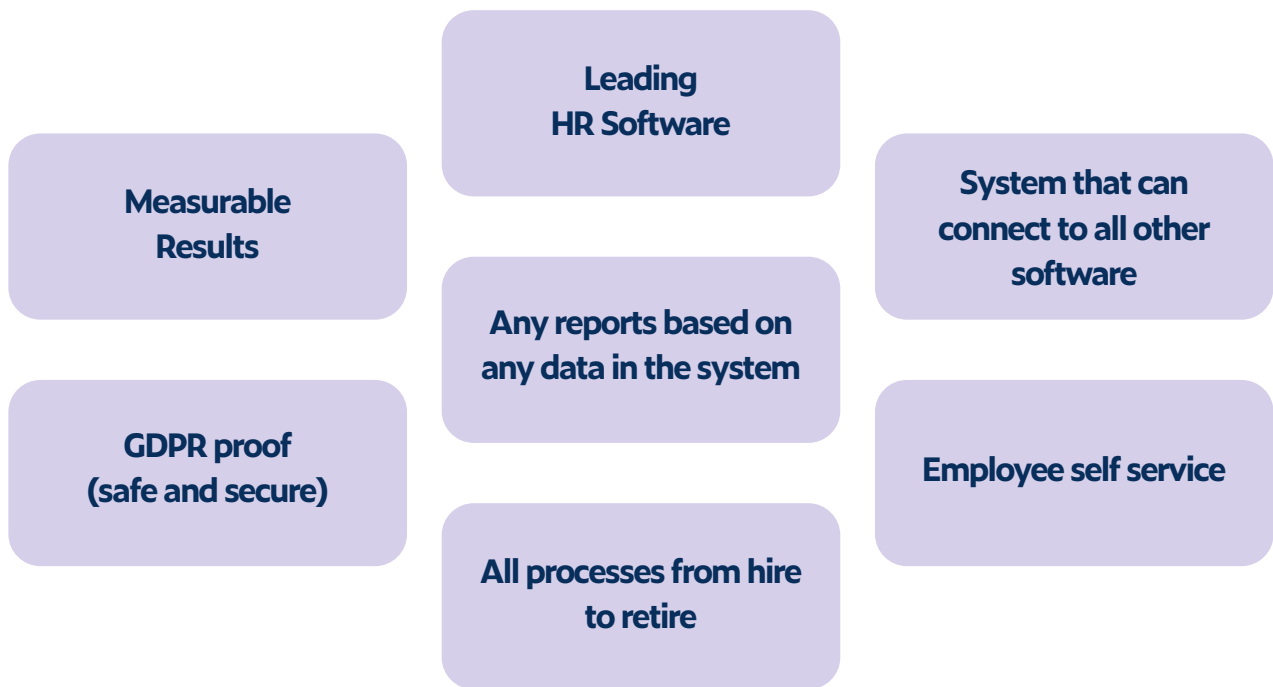 Leading
HR Software
Measurable
Results
System that can
connect to all other
software
Any reports based on
any data in the system
GDPR proof
(safe and secure)
Employee self service
All processes from hire
to retire